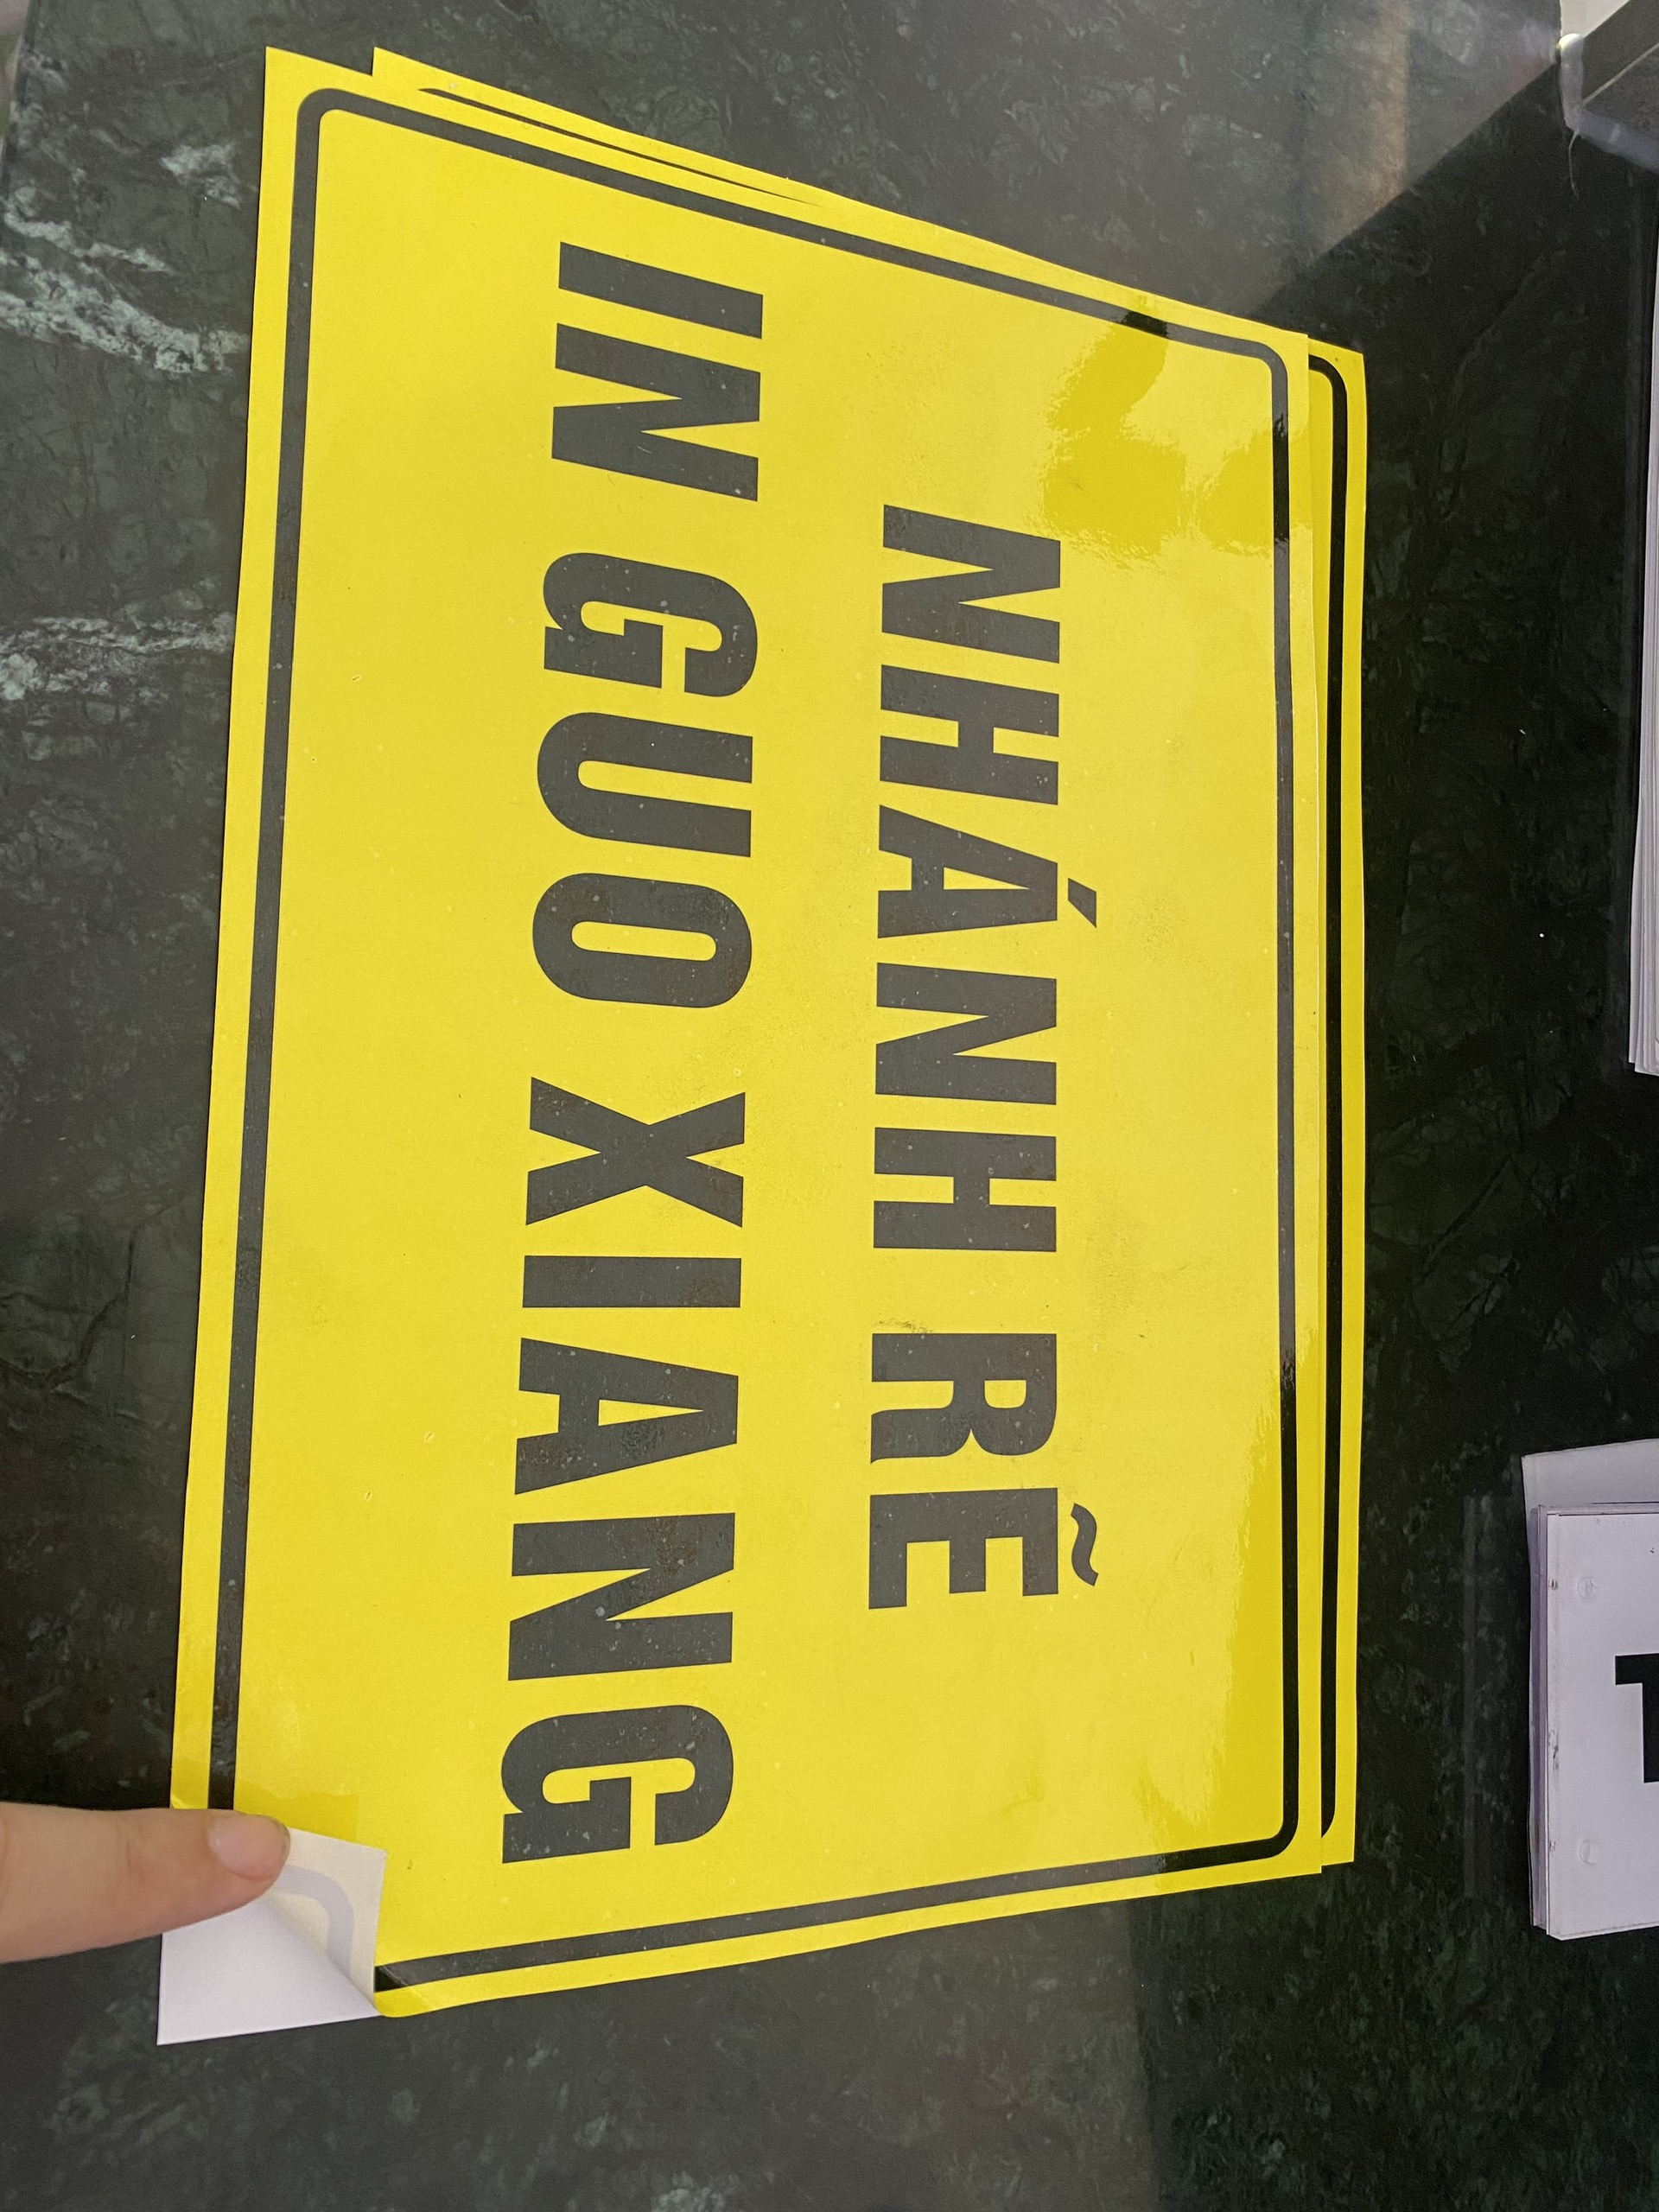 NHÁNH RẼ
IN GUO XIANG
T